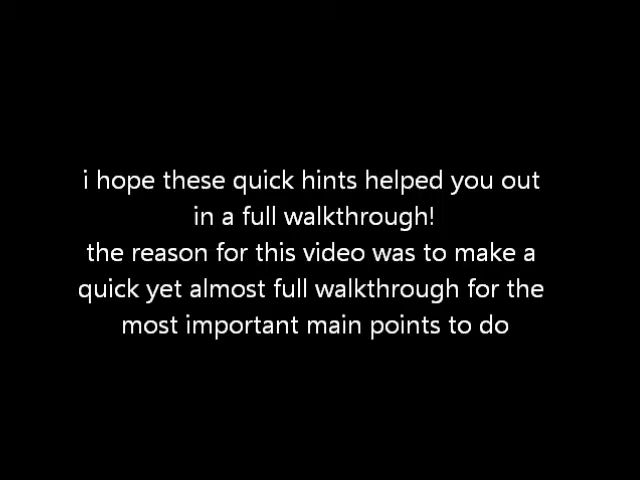 i hope these quick hints helped you out
in a full walkthrough!
the reason for this video was to make a
quick yet almost full walkthrough for the
most important main points to do